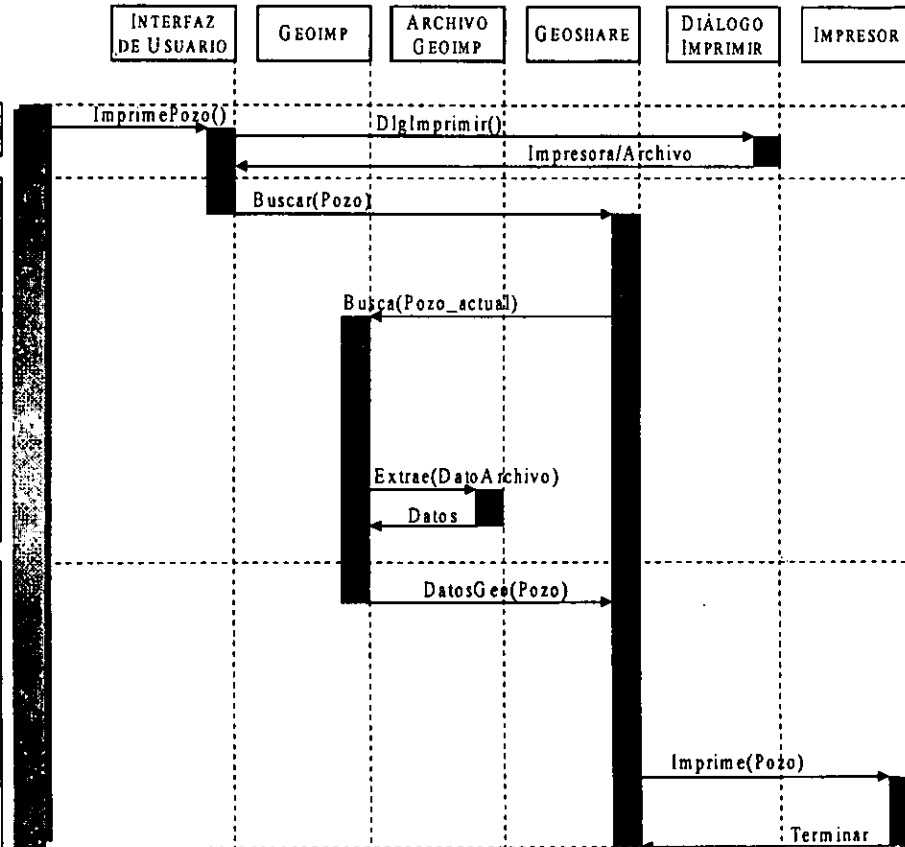 INTERFAZ
DE USUARIO
GEOIMP
ARCHIVO
GEOIMP
GEOSHARE
DIÁLOGO
IMPRIMIR
IMPRESOR
ImprimePozo()
DlgImprimir()
Impresora/Archivo
Buscar(Pozo)
Busca(Pozo_actual)
Extrae(DatoArchivo)
Datos
DatosGeo(Pozo)
Imprime(Pozo)
Terminar